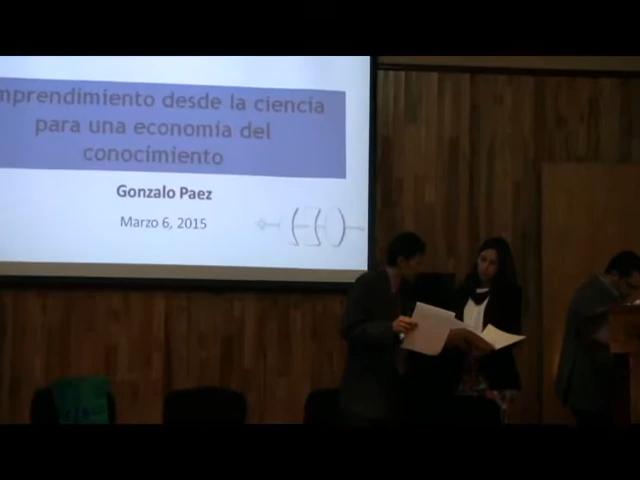 mprendimiento desde la ciencia
para una economía del
conocimiento
Gonzalo Paez
Marzo 6, 2015